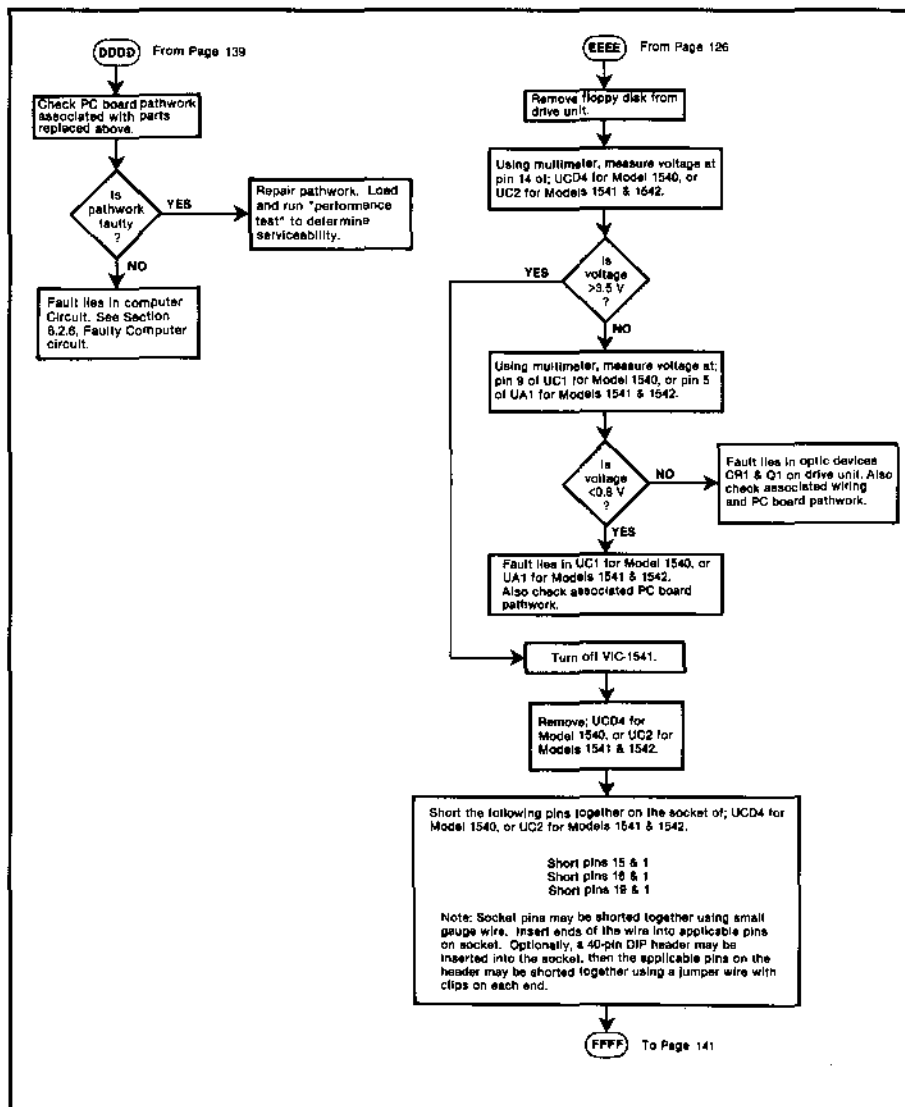 DDDD From Page 139
Check PC board pathwork
associated with parts
replaced above.
Is
pathwork
faulty
?
YES
Repair pathwork. Load
and run "performance
test" to determine
serviceability.
NO
Fault lies in computer
Circuit. See Section
6.2.6, Faulty Computer
circuit.
EEEE From Page 126
Remove floppy disk from
drive unit.
Using multimeter, measure voltage at
pin 14 of; UCD4 for Model 1540, or
UC2 for Models 1541 & 1542.
Is
voltage
>3.5 V
?
YES
NO
Using multimeter, measure voltage at;
pin 9 of UC1 for Model 1540, or pin 5
of UA1 for Models 1541 & 1542.
Is
voltage
<0.8 V
?
NO
Fault lies in optic devices
CR1 & Q1 on drive unit. Also
check associated wiring
and PC board pathwork.
YES
Fault lies in UC1 for Model 1540, or
UA1 for Models 1541 & 1542.
Also check associated PC board
pathwork.
Turn off VIC-1541.
Remove; UCD4 for
Model 1540, or UC2 for
Models 1541 & 1542.
Short the following pins together on the socket of; UCD4 for
Model 1540, or UC2 for Models 1541 & 1542.
Short pins 15 & 1
Short pins 16 & 1
Short pins 19 & 1
Note: Socket pins may be shorted together using small
gauge wire. Insert ends of the wire into applicable pins
on socket. Optionally, a 40-pin DIP header may be
inserted into the socket, then the applicable pins on the
header may be shorted together using a jumper wire with
clips on each end.
FFFF To Page 141